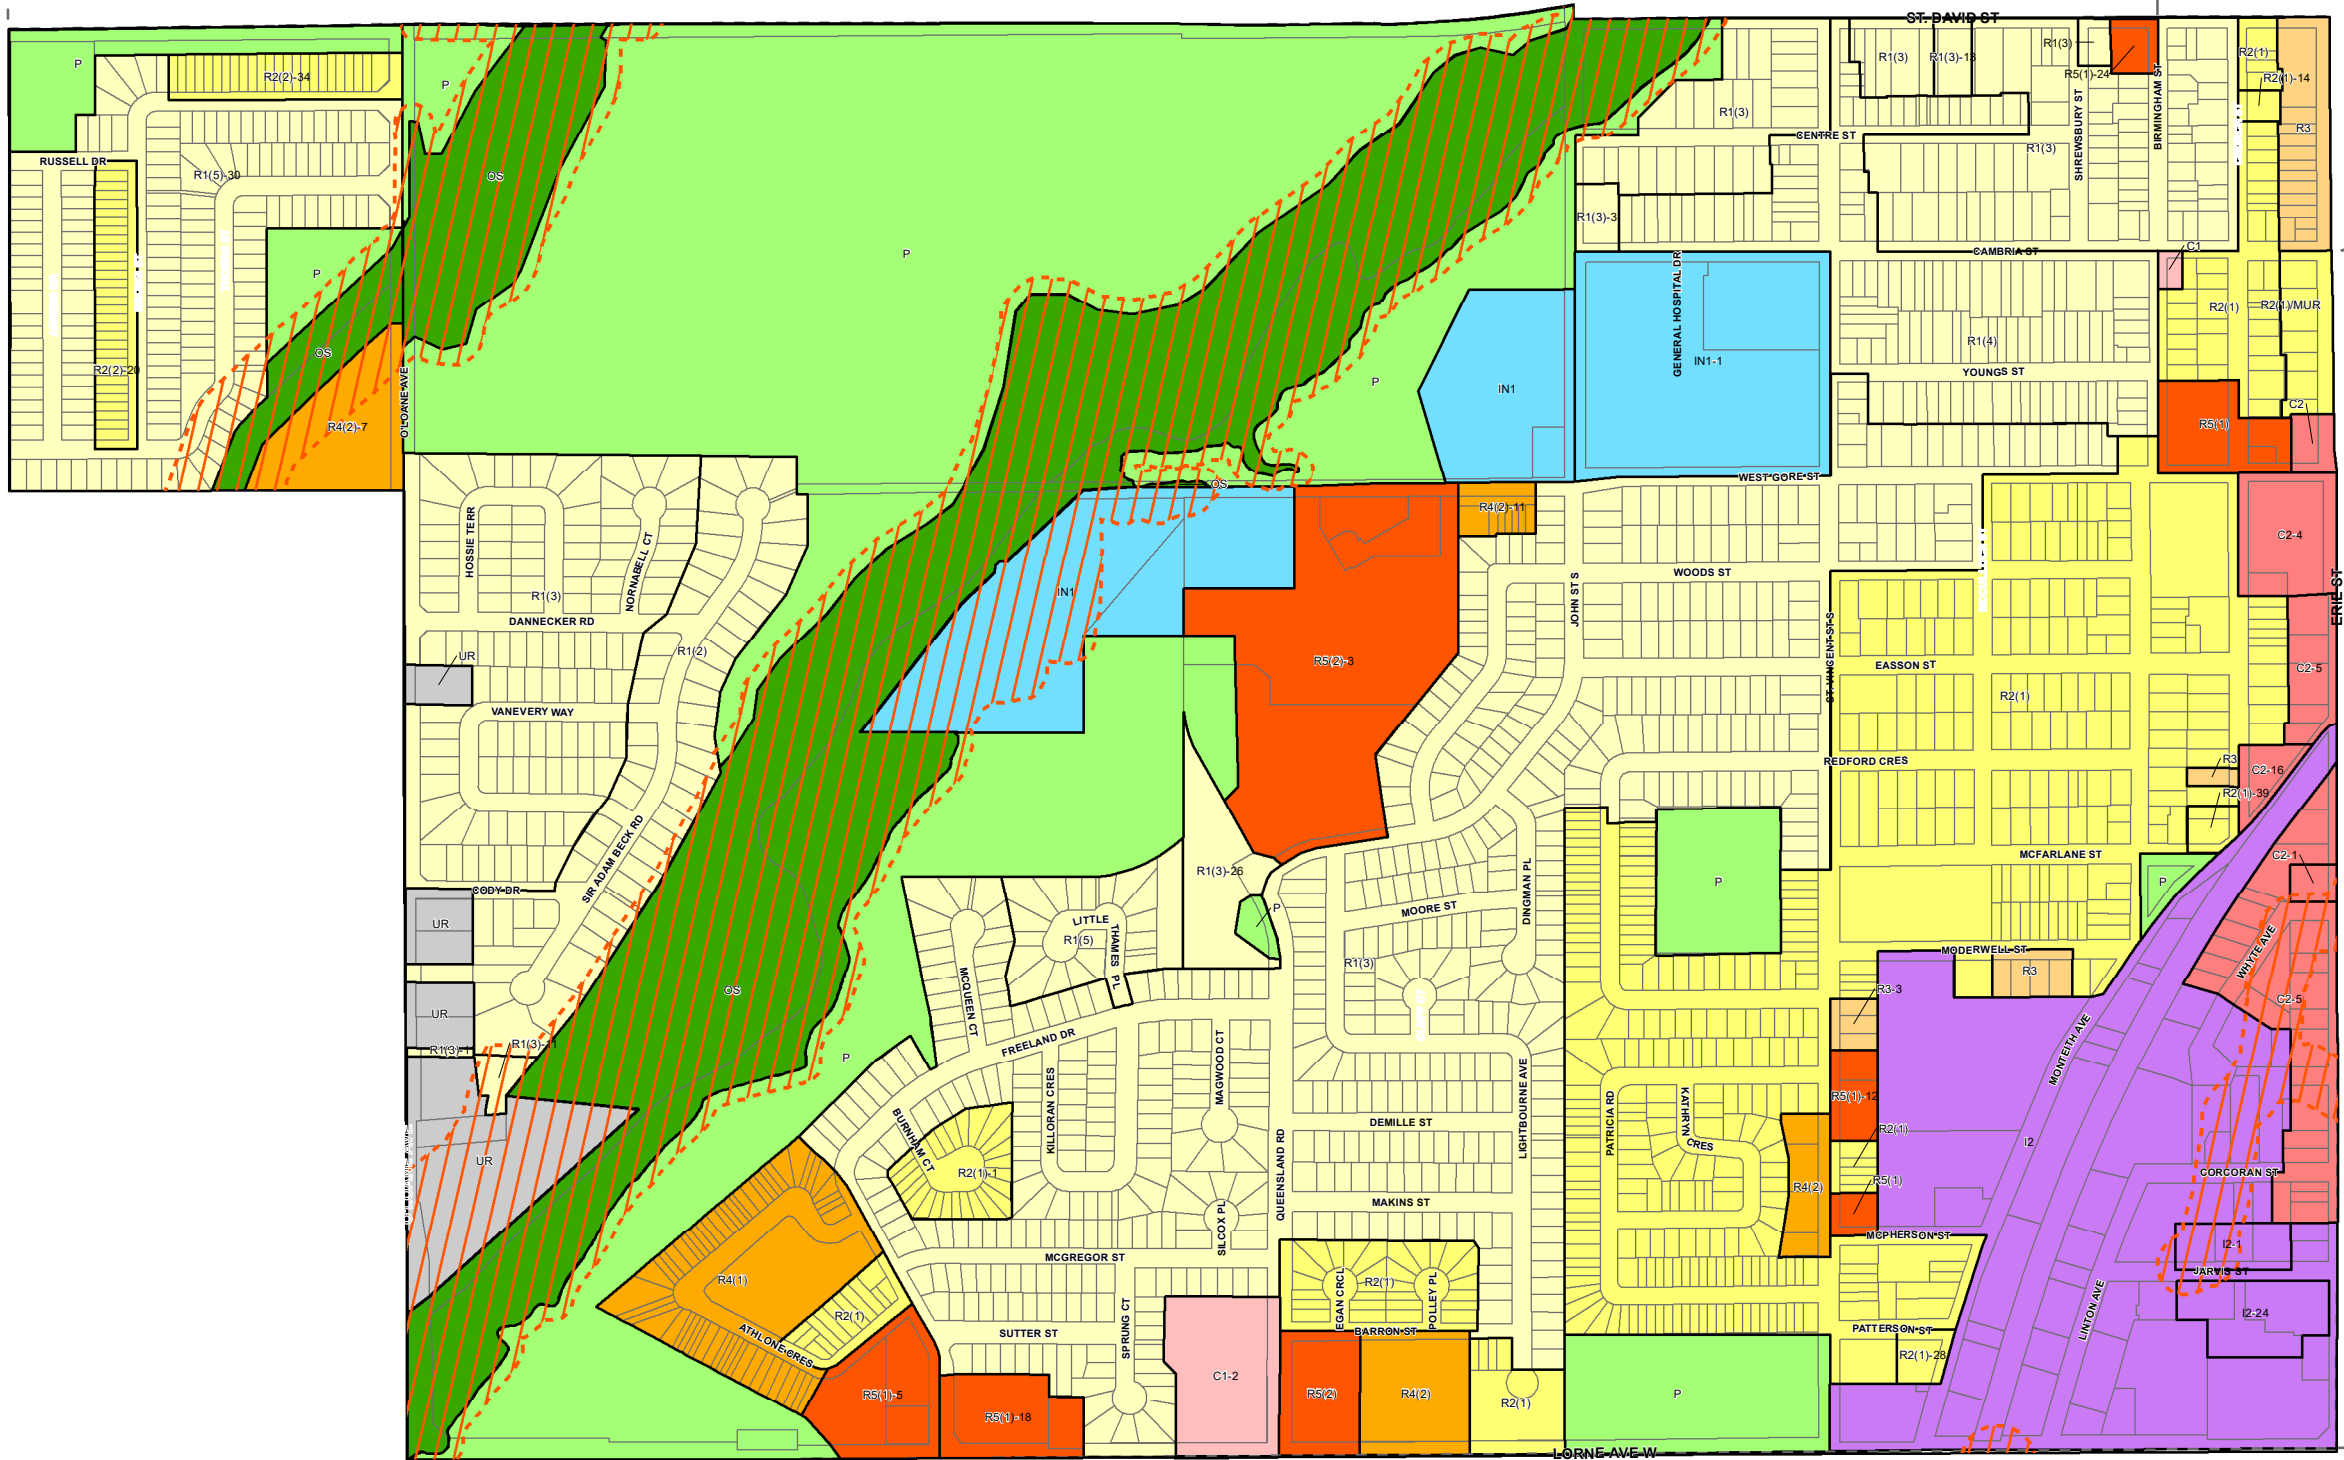 ST. DAVID ST
P
R2(2)-34
P
R1(3)
R1(3)-13
R1(3)
R5(1)-24
BIRMINGHAM ST
R2(1)
R2(1)-14
R3
R1(3)
SHREWSBURY ST
CENTRE ST
R1(3)
RUSSELL DR
R1(5)-30
OS
R1(3)-3
P
P
GENERAL HOSPITAL DR
CAMBRIA ST
C1
R2(1)
R2(1)/MUR
OS
R1(4)
R2(2)-20
O'LOANE AVE
P
IN1
IN1-1
YOUNGS ST
C2
R4(2)-7
R5(1)
WEST GORE ST
OS
R4(2)-11
HOSSIE TERR
NORNABELL CT
C2-4
R1(3)
IN1
WOODS ST
JOHN ST S
ERIE ST
DANNECKER RD
R1(2)
UR
R5(2)-3
ST. VINCENT ST S
EASSON ST
C2-5
R2(1)
VANEVERY WAY
REDFORD CRES
R3
C2-16
R2(1)-39
SIR ADAM BECK RD
MCFARLANE ST
C2-1
R1(3)-26
P
P
CODY DR
DINGMAN PL
MOORE ST
P
UR
LITTLE
THAMES PL
R1(5)
MODERWELL ST
WHYTE AVE
R1(3)
R3
OS
MCQUEEN CT
R3-3
C2-5
UR
R1(3)-1
R1(3)-11
P
FREELAND DR
MONTEITH AVE
KILLORAN CRES
MAGWOOD CT
LIGHTBOURNE AVE
PATRICIA RD
KATHRYN
CRES
R5(1)-12
BURNHAM CT
DEMILLE ST
R2(1)
I2
UR
R2(1)-1
QUEENSLAND RD
R4(2)
R5(1)
CORCORAN ST
MAKINS ST
SILCOX PL
MCPHERSON ST
I2-1
MCGREGOR ST
R4(1)
R2(1)
EGAN CRCL
POLLEY PL
JARVIS ST
R2(1)
LINTON AVE
I2-24
ATHLONE CRES
SUTTER ST
SPRUNG CT
BARRON ST
PATTERSON ST
R2(1)-28
C1-2
R5(1)-5
R5(2)
R4(2)
R2(1)
P
R5(1)-18
LORNE AVE W